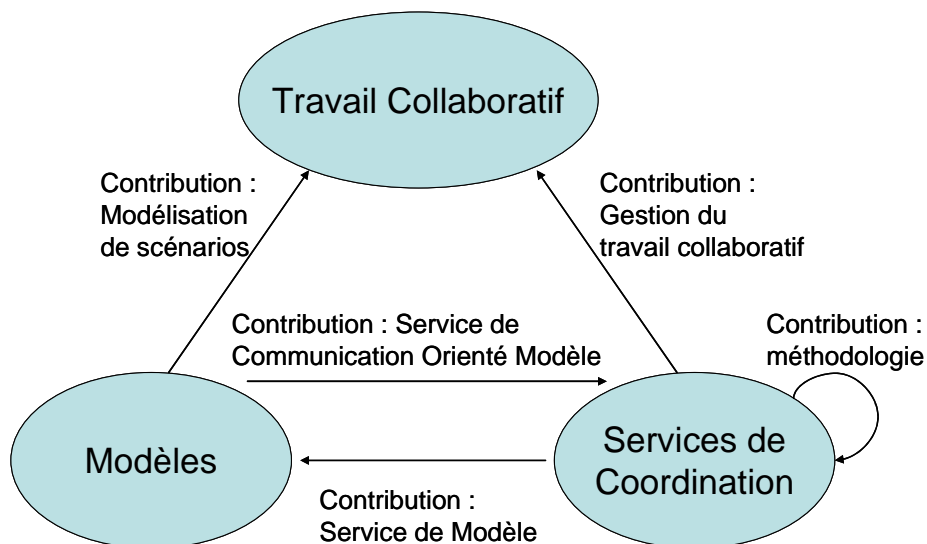 Travail Collaboratif
Contribution :
Modélisation
de scénarios
Contribution :
Gestion du
travail collaboratif
Contribution : Service de
Communication Orienté Modèle
Contribution :
méthodologie
Modèles
Services de
Coordination
Contribution :
Service de Modèle